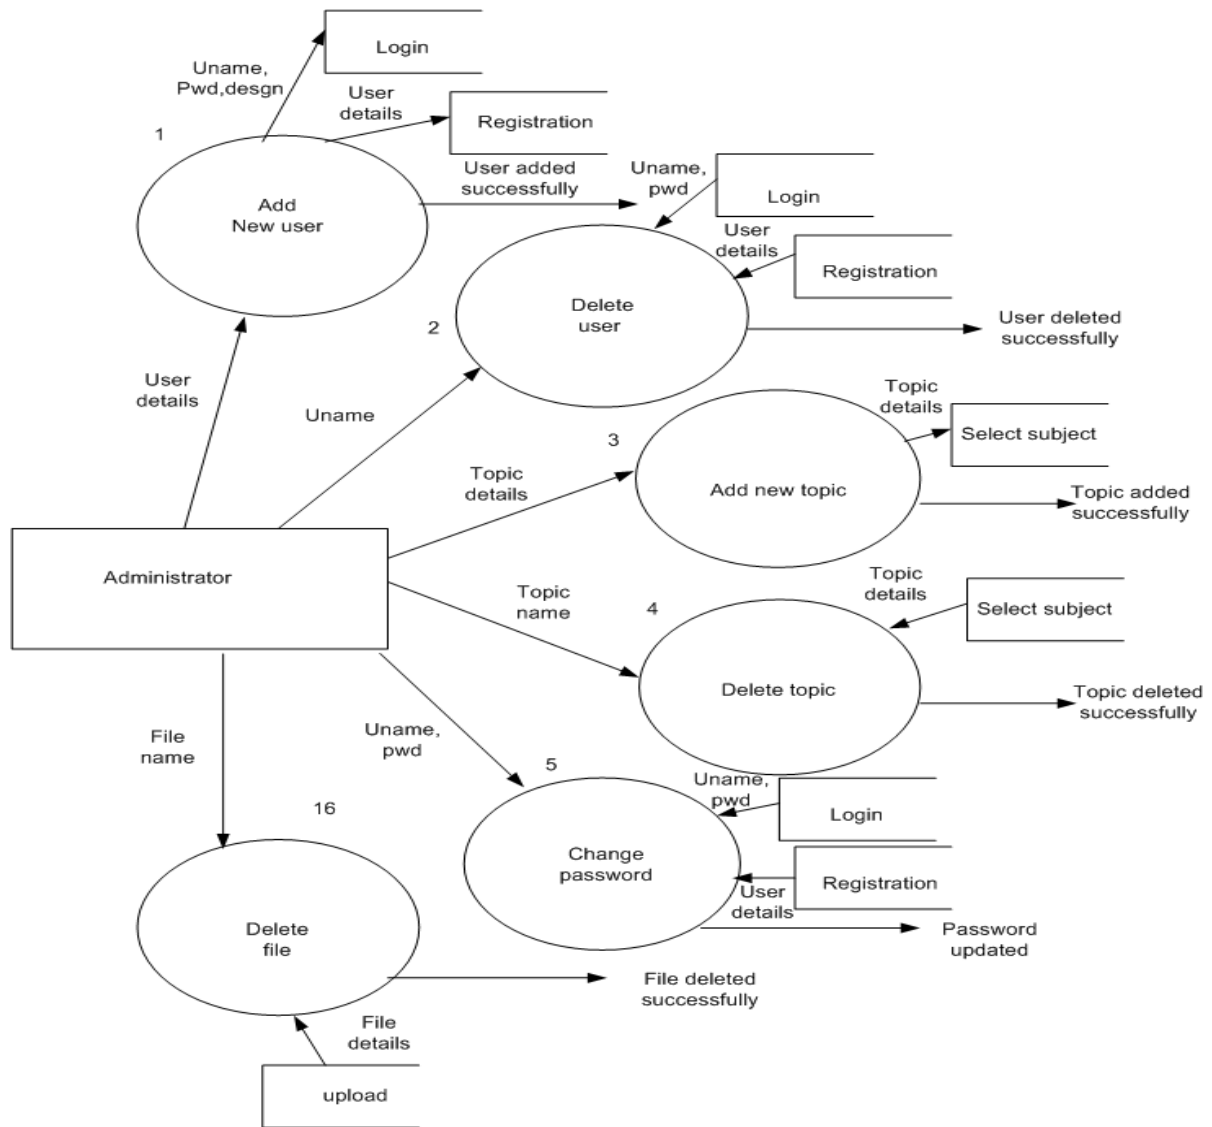 Login
Uname,
Pwd,desgn
User
details
Registration
1
User added
successfully
Uname,
pwd
Login
Add
New user
User
details
Registration
Delete
user
2
User deleted
successfully
User
details
Uname
Topic
details
Select subject
3
Topic
details
Add new topic
Topic added
successfully
Administrator
Topic
name
4
Topic
details
Select subject
Delete topic
Topic deleted
successfully
File
name
Uname,
pwd
5
Uname,
pwd
Login
16
Change
password
Registration
User
details
Password
updated
Delete
file
File deleted
successfully
File
details
upload